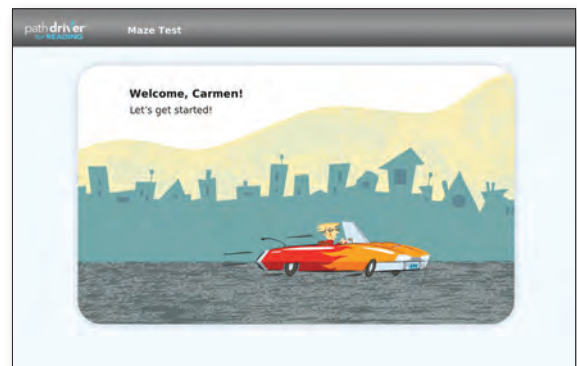 pathdriver
for READING
Maze Test
Welcome, Carmen!
Let's get started!